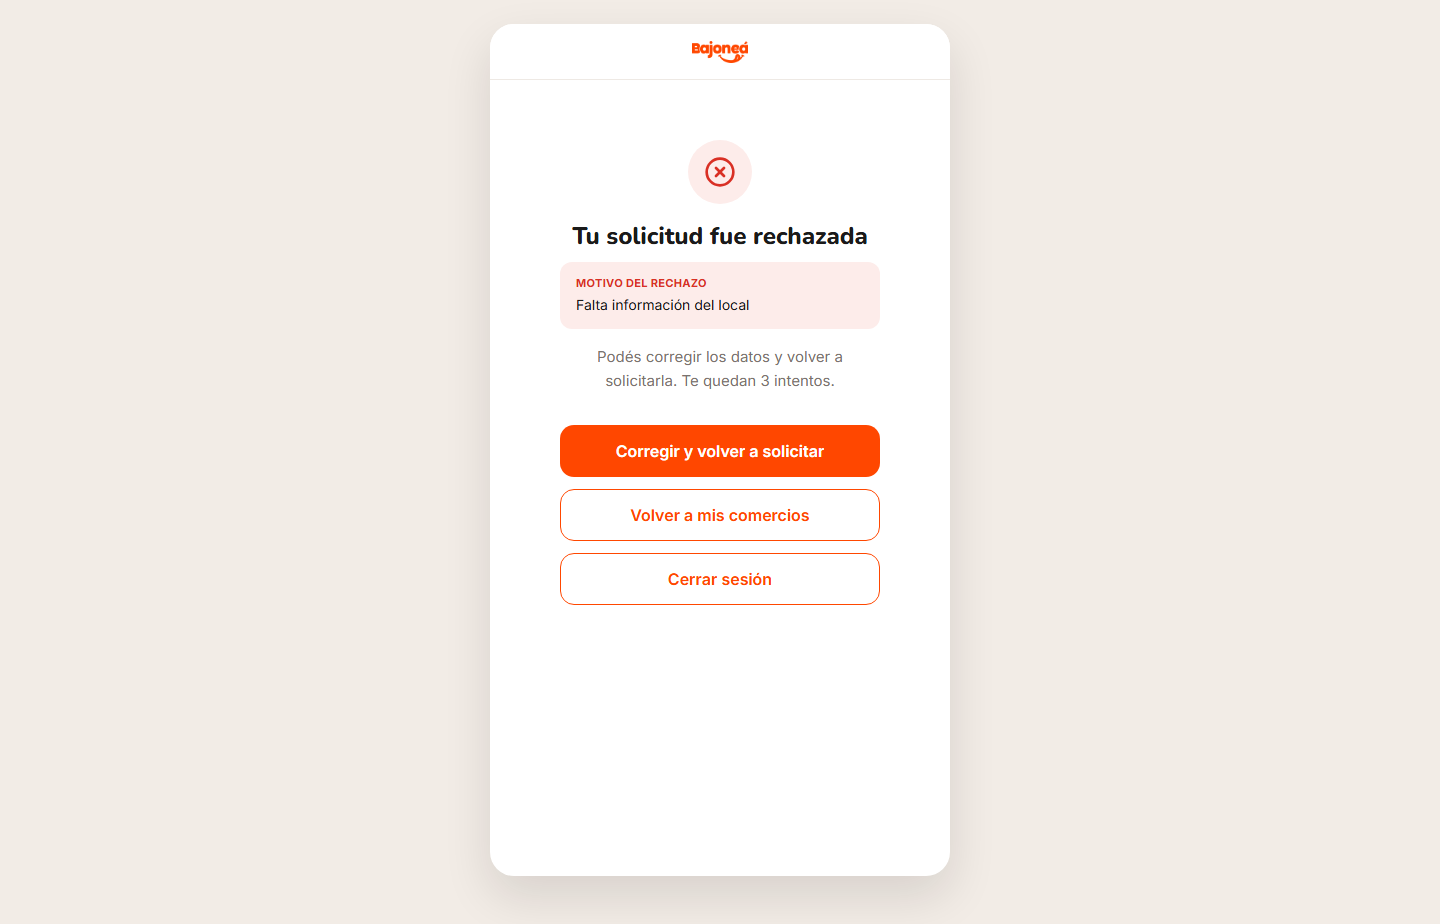 Bajoneá
Tu solicitud fue rechazada
MOTIVO DEL RECHAZO
Falta información del local
Podés corregir los datos y volver a
solicitarla. Te quedan 3 intentos.
Corregir y volver a solicitar
Volver a mis comercios
Cerrar sesión